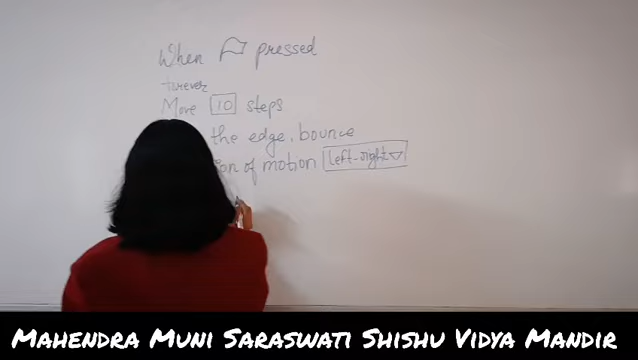 When pressed
forever
Move 10 steps
the edge, bounce
of motion left-right
MAHENDRA MUNI SARASWATI SHISHU VIDYA MANDIR